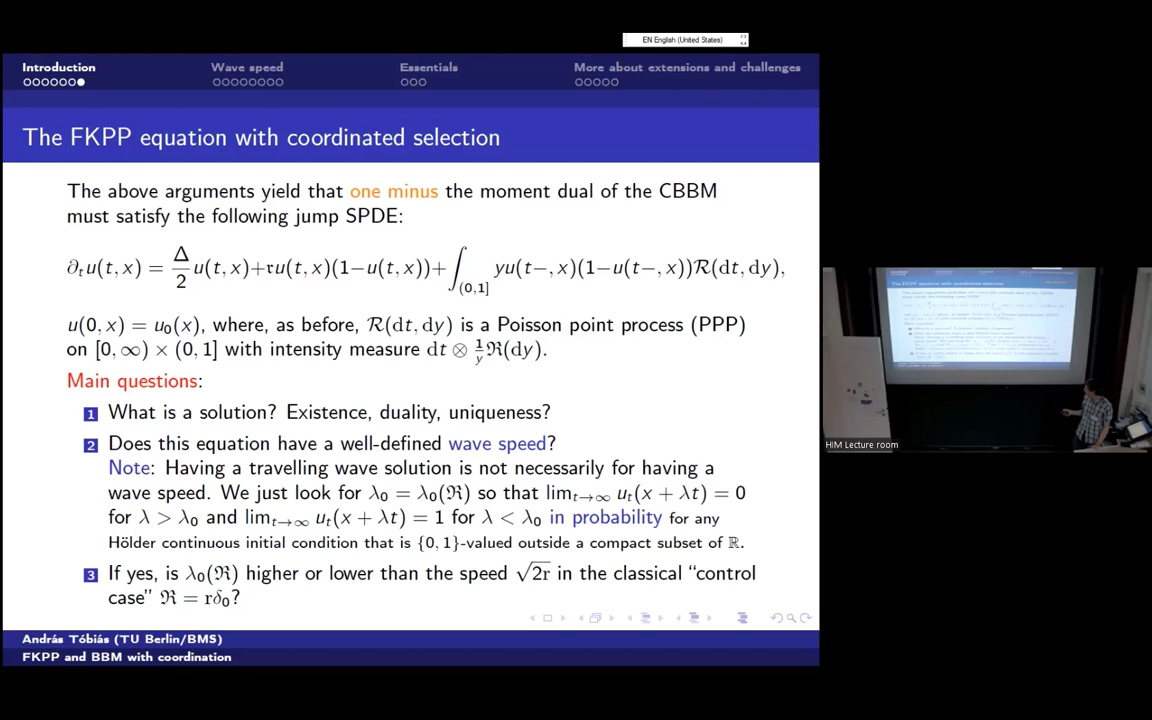 EN English (United States)
Introduction Wave speed Essentials More about extensions and challenges
The FKPP equation with coordinated selection
The above arguments yield that one minus the moment dual of the CBBM
must satisfy the following jump SPDE:
∂ₜu(t, x) = Δ/2 u(t, x)+𝔯u(t, x)(1−u(t, x))+∫_(0,1] yu(t−, x)(1−u(t−, x))ℛ(dt, dy),
u(0, x) = u₀(x), where, as before, ℛ(dt, dy) is a Poisson point process (PPP)
on [0, ∞) × (0, 1] with intensity measure dt ⊗ 1/y ℜ(dy).
Main questions:
1 What is a solution? Existence, duality, uniqueness?
2 Does this equation have a well-defined wave speed?
Note: Having a travelling wave solution is not necessarily for having a
wave speed. We just look for λ₀ = λ₀(ℜ) so that lim_t→∞ uₜ(x + λt) = 0
for λ > λ₀ and lim_t→∞ uₜ(x + λt) = 1 for λ < λ₀ in probability for any
Hölder continuous initial condition that is {0, 1}-valued outside a compact subset of ℝ.
3 If yes, is λ₀(ℜ) higher or lower than the speed √2r in the classical “control
case” ℜ = rδ₀?
András Tóbiás (TU Berlin/BMS)
FKPP and BBM with coordination
HIM Lecture room